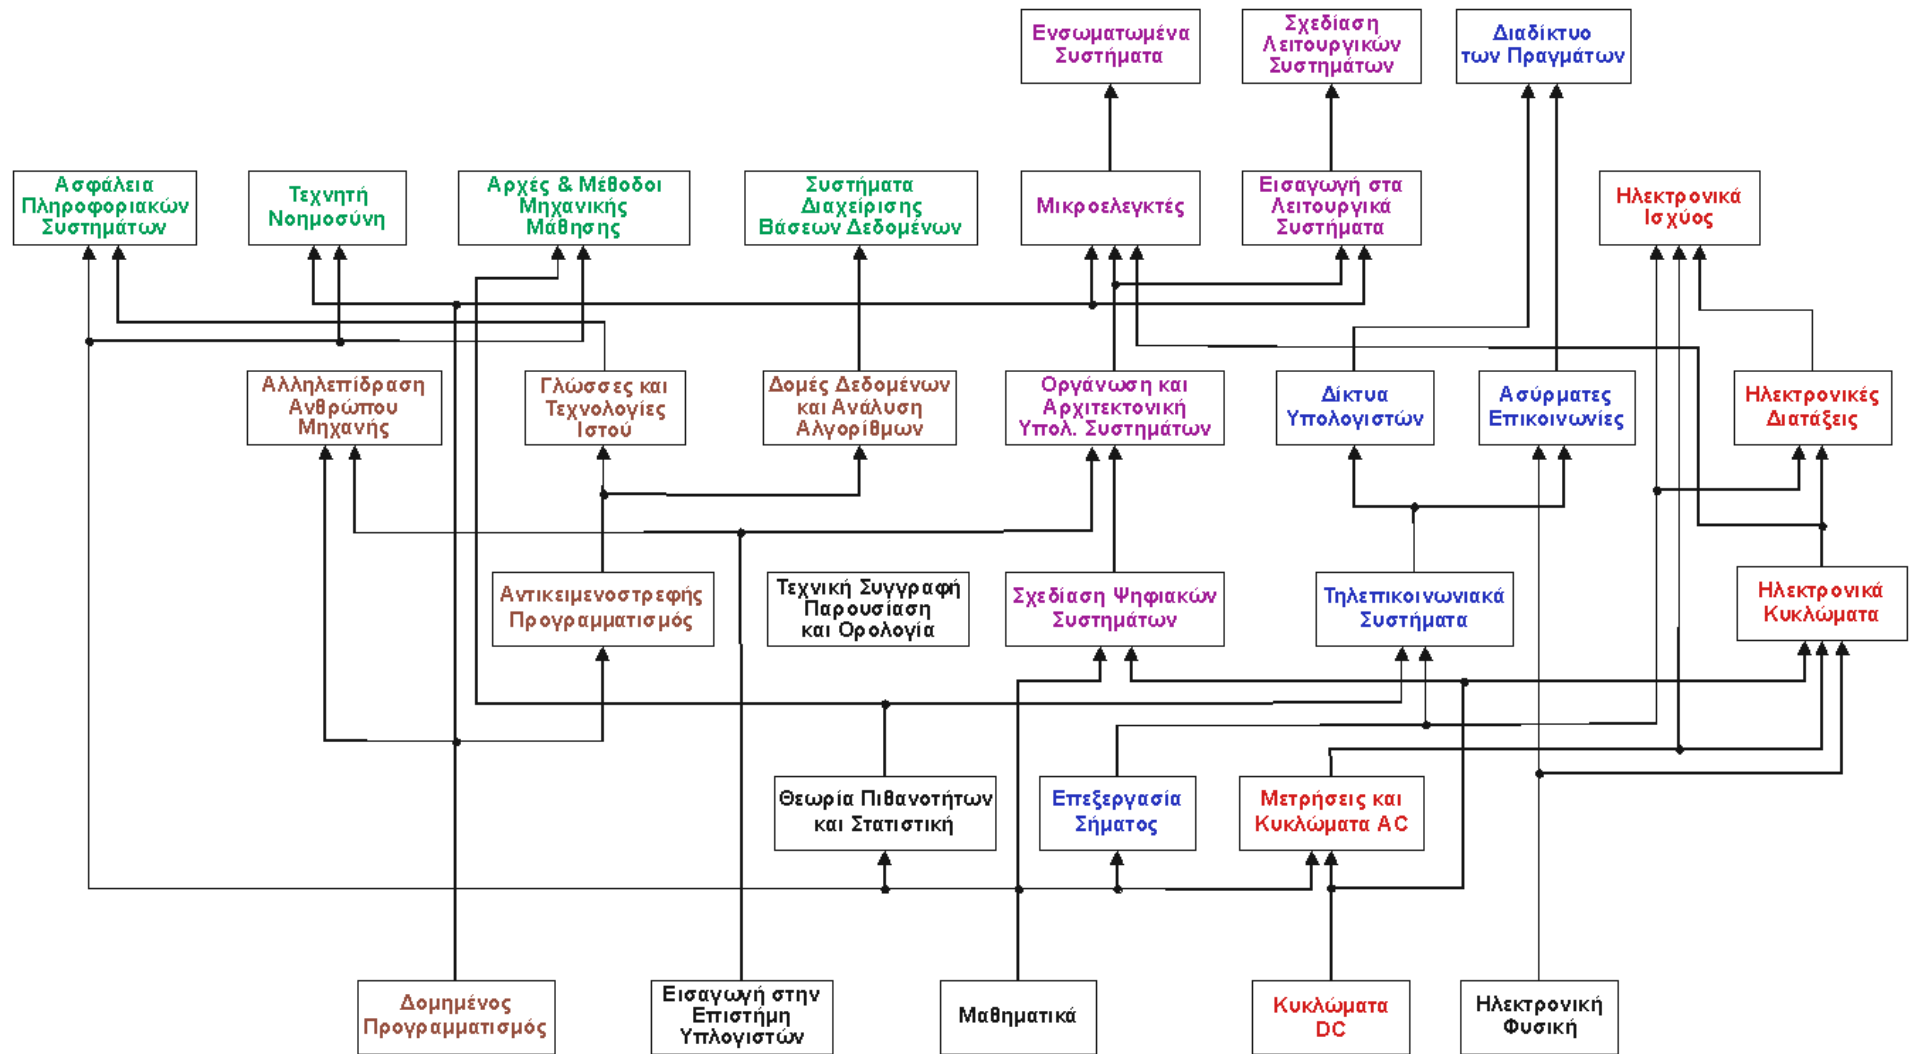 Ενσωματωμένα
Συστήματα
Σχεδίαση
Λειτουργικών
Συστημάτων
Διαδίκτυο
των Πραγμάτων
Ασφάλεια
Πληροφοριακών
Συστημάτων
Τεχνητή
Νοημοσύνη
Αρχές & Μέθοδοι
Μηχανικής
Μάθησης
Συστήματα
Διαχείρισης
Βάσεων Δεδομένων
Μικροελεγκτές
Εισαγωγή στα
Λειτουργικά
Συστήματα
Ηλεκτρονικά
Ισχύος
Αλληλεπίδραση
Ανθρώπου
Μηχανής
Γλώσσες και
Τεχνολογίες
Ιστού
Δομές Δεδομένων
και Ανάλυση
Αλγορίθμων
Οργάνωση και
Αρχιτεκτονική
Υπολ. Συστημάτων
Δίκτυα
Υπολογιστών
Ασύρματες
Επικοινωνίες
Ηλεκτρονικές
Διατάξεις
Αντικειμενοστρεφής
Προγραμματισμός
Τεχνική Συγγραφή
Παρουσίαση
και Ορολογία
Σχεδίαση Ψηφιακών
Συστημάτων
Τηλεπικοινωνιακά
Συστήματα
Ηλεκτρονικά
Κυκλώματα
Θεωρία Πιθανοτήτων
και Στατιστική
Επεξεργασία
Σήματος
Μετρήσεις και
Κυκλώματα AC
Δομημένος
Προγραμματισμός
Εισαγωγή στην
Επιστήμη
Υπλογιστών
Μαθηματικά
Κυκλώματα
DC
Ηλεκτρονική
Φυσική